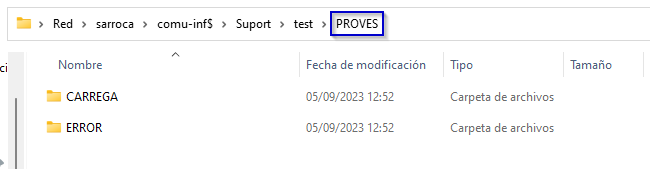 Red > sarroca > comu-inf$ > Suport > test > PROVES
Nombre Fecha de modificación Tipo Tamaño
CARREGA 05/09/2023 12:52 Carpeta de archivos
ERROR 05/09/2023 12:52 Carpeta de archivos